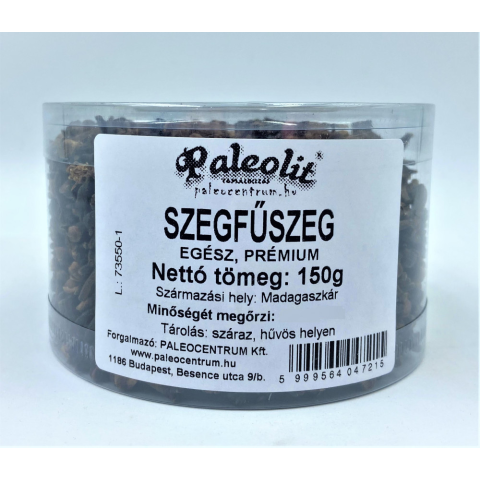 Paleolit®
TÁMÁLKUZÁS
paleocentrum.hu
SZEGFŰSZEG
EGÉSZ, PRÉMIUM
Nettó tömeg: 150g
Származási hely: Madagaszkár
Minőségét megőrzi:
Tárolás: száraz, hűvös helyen
Forgalmazó: PALEOCENTRUM Kft.
www.paleocentrum.hu
1186 Budapest, Besence utca 9/b.
5 999564 047215
L.: 73550-1